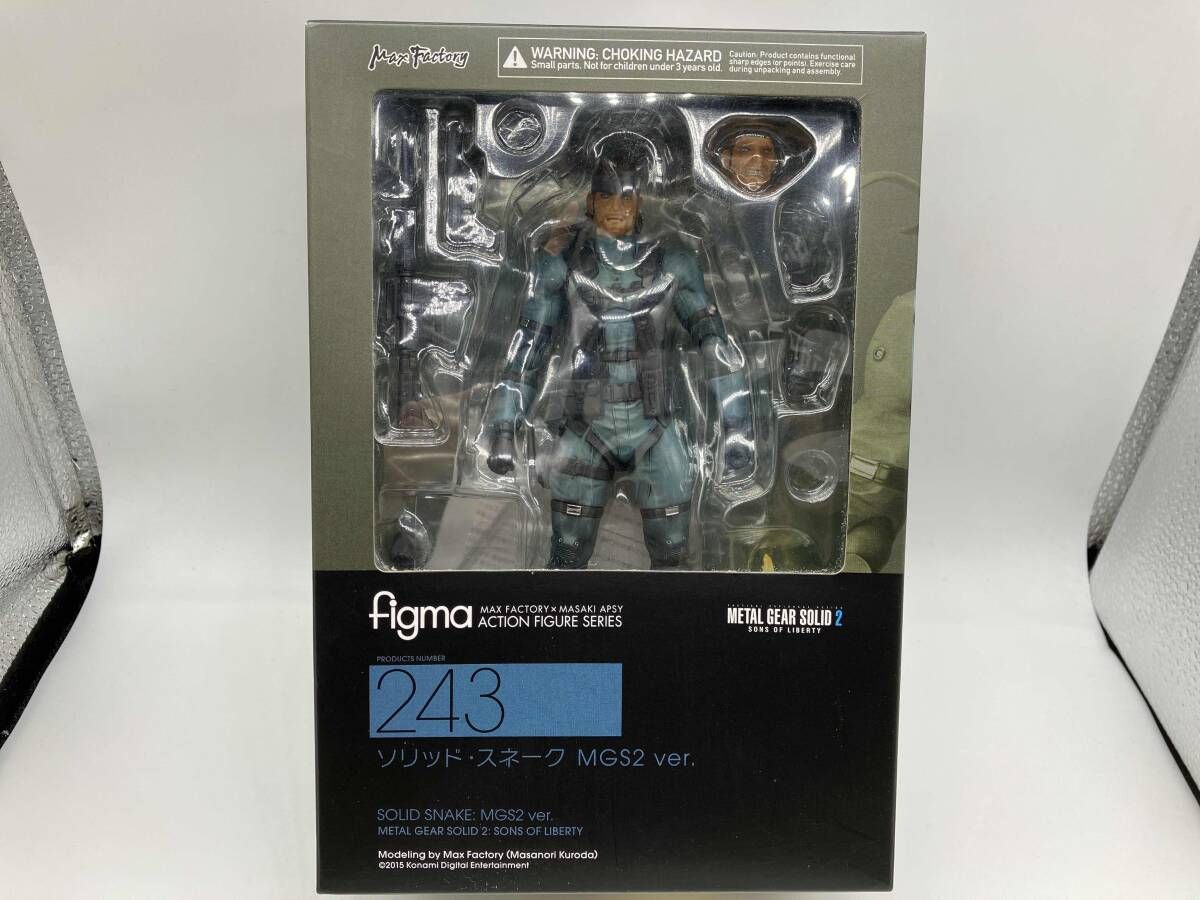 Max Factory
WARNING: CHOKING HAZARD
Small parts. Not for children under 3 years old.
Caution: Product contains functional
sharp edges (or points). Exercise care
during unpacking and assembly.
figma
MAX FACTORY × MASAKI APSY
ACTION FIGURE SERIES
TACTICAL ESPIONAGE ACTION
METAL GEAR SOLID 2
SONS OF LIBERTY
PRODUCTS NUMBER
243
ソリッド・スネーク MGS2 ver.
SOLID SNAKE: MGS2 ver.
METAL GEAR SOLID 2: SONS OF LIBERTY
Modeling by Max Factory (Masanori Kuroda)
©2015 Konami Digital Entertainment